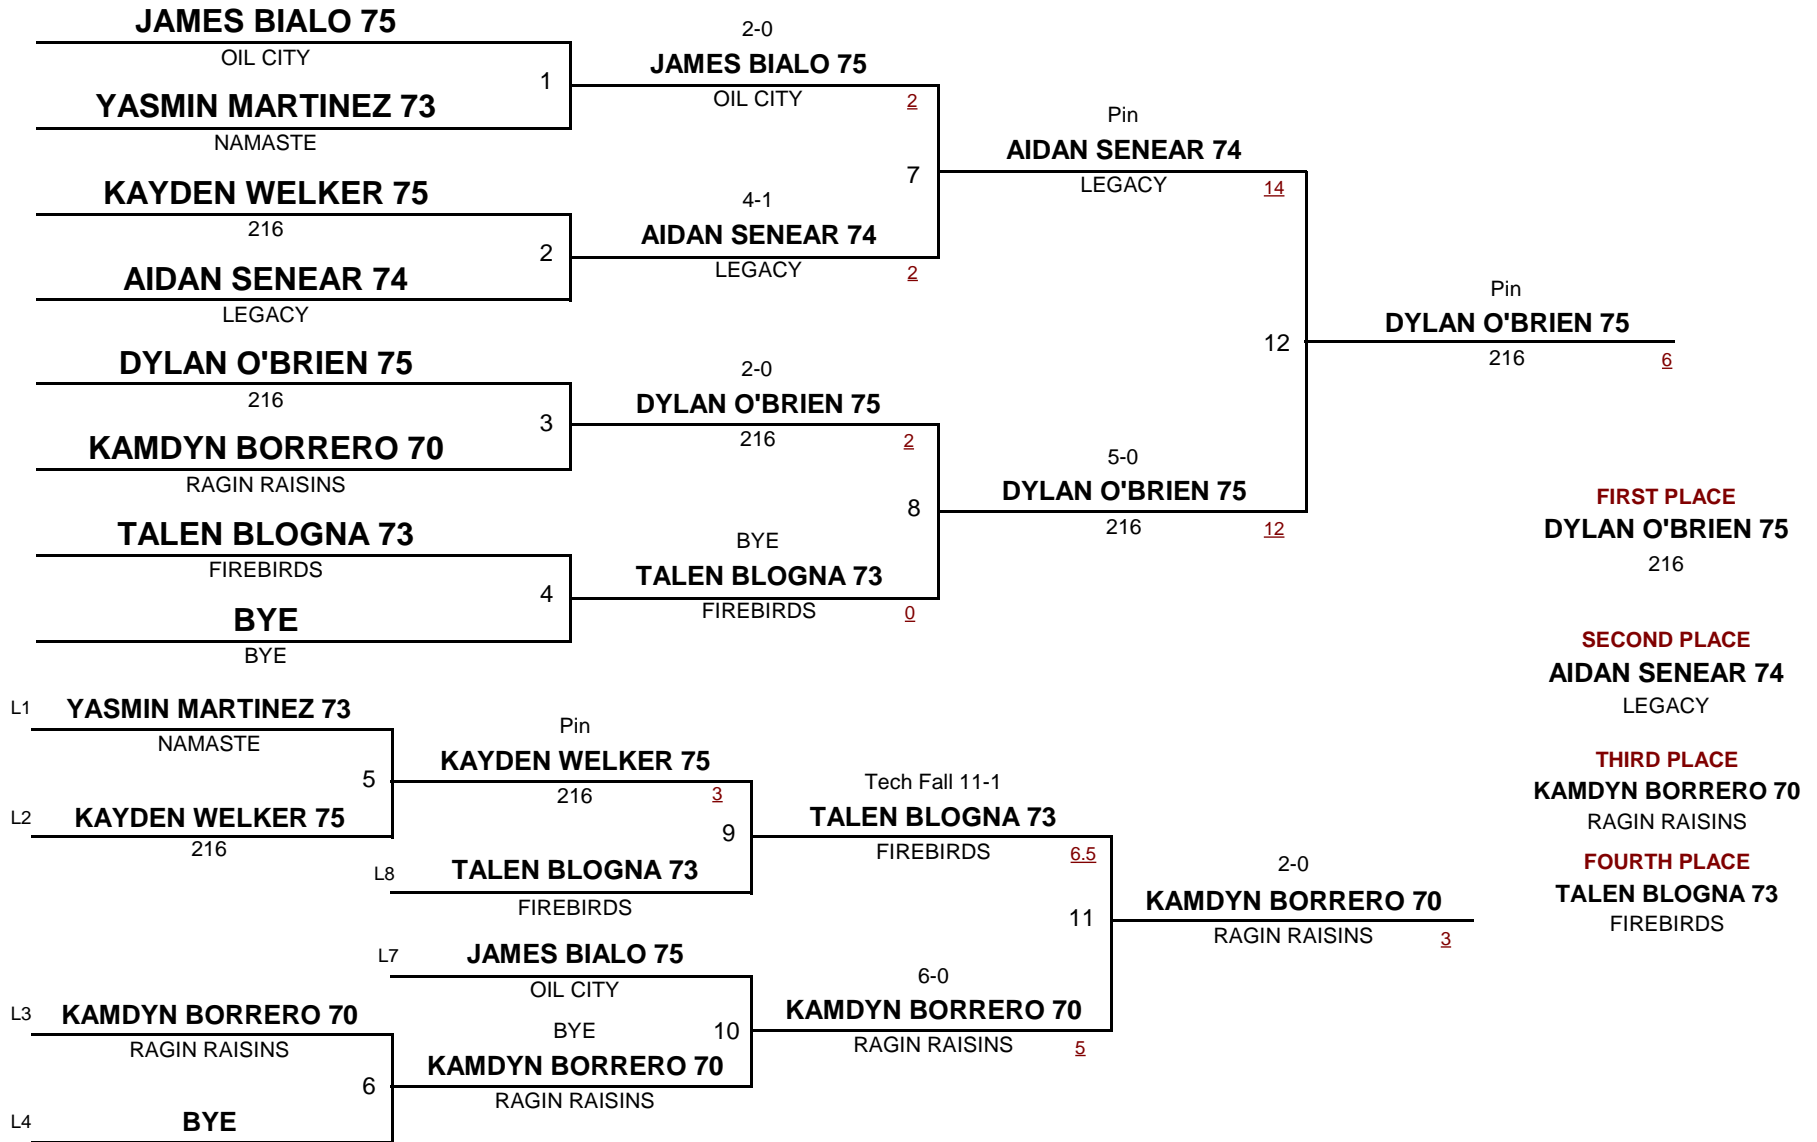 JAMES BIALO 75
OIL CITY
1
YASMIN MARTINEZ 73
NAMASTE
2-0
JAMES BIALO 75
OIL CITY
2
KAYDEN WELKER 75
216
2
AIDAN SENEAR 74
LEGACY
4-1
AIDAN SENEAR 74
LEGACY
2
7
Pin
AIDAN SENEAR 74
LEGACY
14
DYLAN O'BRIEN 75
216
3
KAMDYN BORRERO 70
RAGIN RAISINS
2-0
DYLAN O'BRIEN 75
216
2
TALEN BLOGNA 73
FIREBIRDS
4
BYE
BYE
BYE
TALEN BLOGNA 73
FIREBIRDS
0
8
5-0
DYLAN O'BRIEN 75
216
12
12
Pin
DYLAN O'BRIEN 75
216
6
FIRST PLACE
DYLAN O'BRIEN 75
216
SECOND PLACE
AIDAN SENEAR 74
LEGACY
THIRD PLACE
KAMDYN BORRERO 70
RAGIN RAISINS
FOURTH PLACE
TALEN BLOGNA 73
FIREBIRDS
L1
YASMIN MARTINEZ 73
NAMASTE
5
L2
KAYDEN WELKER 75
216
Pin
KAYDEN WELKER 75
216
3
9
L8
TALEN BLOGNA 73
FIREBIRDS
Tech Fall 11-1
TALEN BLOGNA 73
FIREBIRDS
6.5
L7
JAMES BIALO 75
OIL CITY
L3
KAMDYN BORRERO 70
RAGIN RAISINS
6
L4
BYE
BYE
KAMDYN BORRERO 70
RAGIN RAISINS
10
6-0
KAMDYN BORRERO 70
RAGIN RAISINS
5
11
2-0
KAMDYN BORRERO 70
RAGIN RAISINS
3